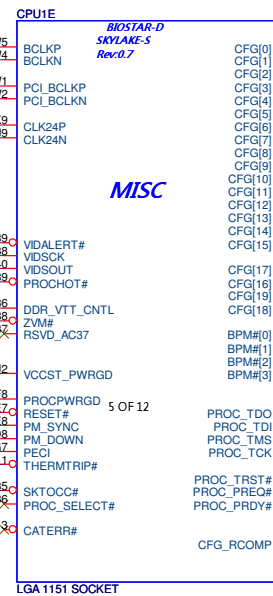 CPU1E
BIOSTAR-D
SKYLAKE-S
Rev:0.7
BCLKP
BCLKN
PCI_BCLKP
PCI_BCLKN
CLK24P
CLK24N
MISC
VIDALERT#
VIDSCK
VIDSOUT
PROCHOT#
DDR_VTT_CNTL
ZVM#
RSVD_AC37
VCCST_PWRGD
PROCPWRGD
RESET#
PM_SYNC
PM_DOWN
PECI
THERMTRIP#
SKTOCC#
PROC_SELECT#
CATERR#
5 OF 12
CFG[0]
CFG[1]
CFG[2]
CFG[3]
CFG[4]
CFG[5]
CFG[6]
CFG[7]
CFG[8]
CFG[9]
CFG[10]
CFG[11]
CFG[12]
CFG[13]
CFG[14]
CFG[15]
CFG[17]
CFG[16]
CFG[19]
CFG[18]
BPM#[0]
BPM#[1]
BPM#[2]
BPM#[3]
PROC_TDO
PROC_TDI
PROC_TMS
PROC_TCK
PROC_TRST#
PROC_PREQ#
PROC_PRDY#
CFG_RCOMP
LGA 1151 SOCKET